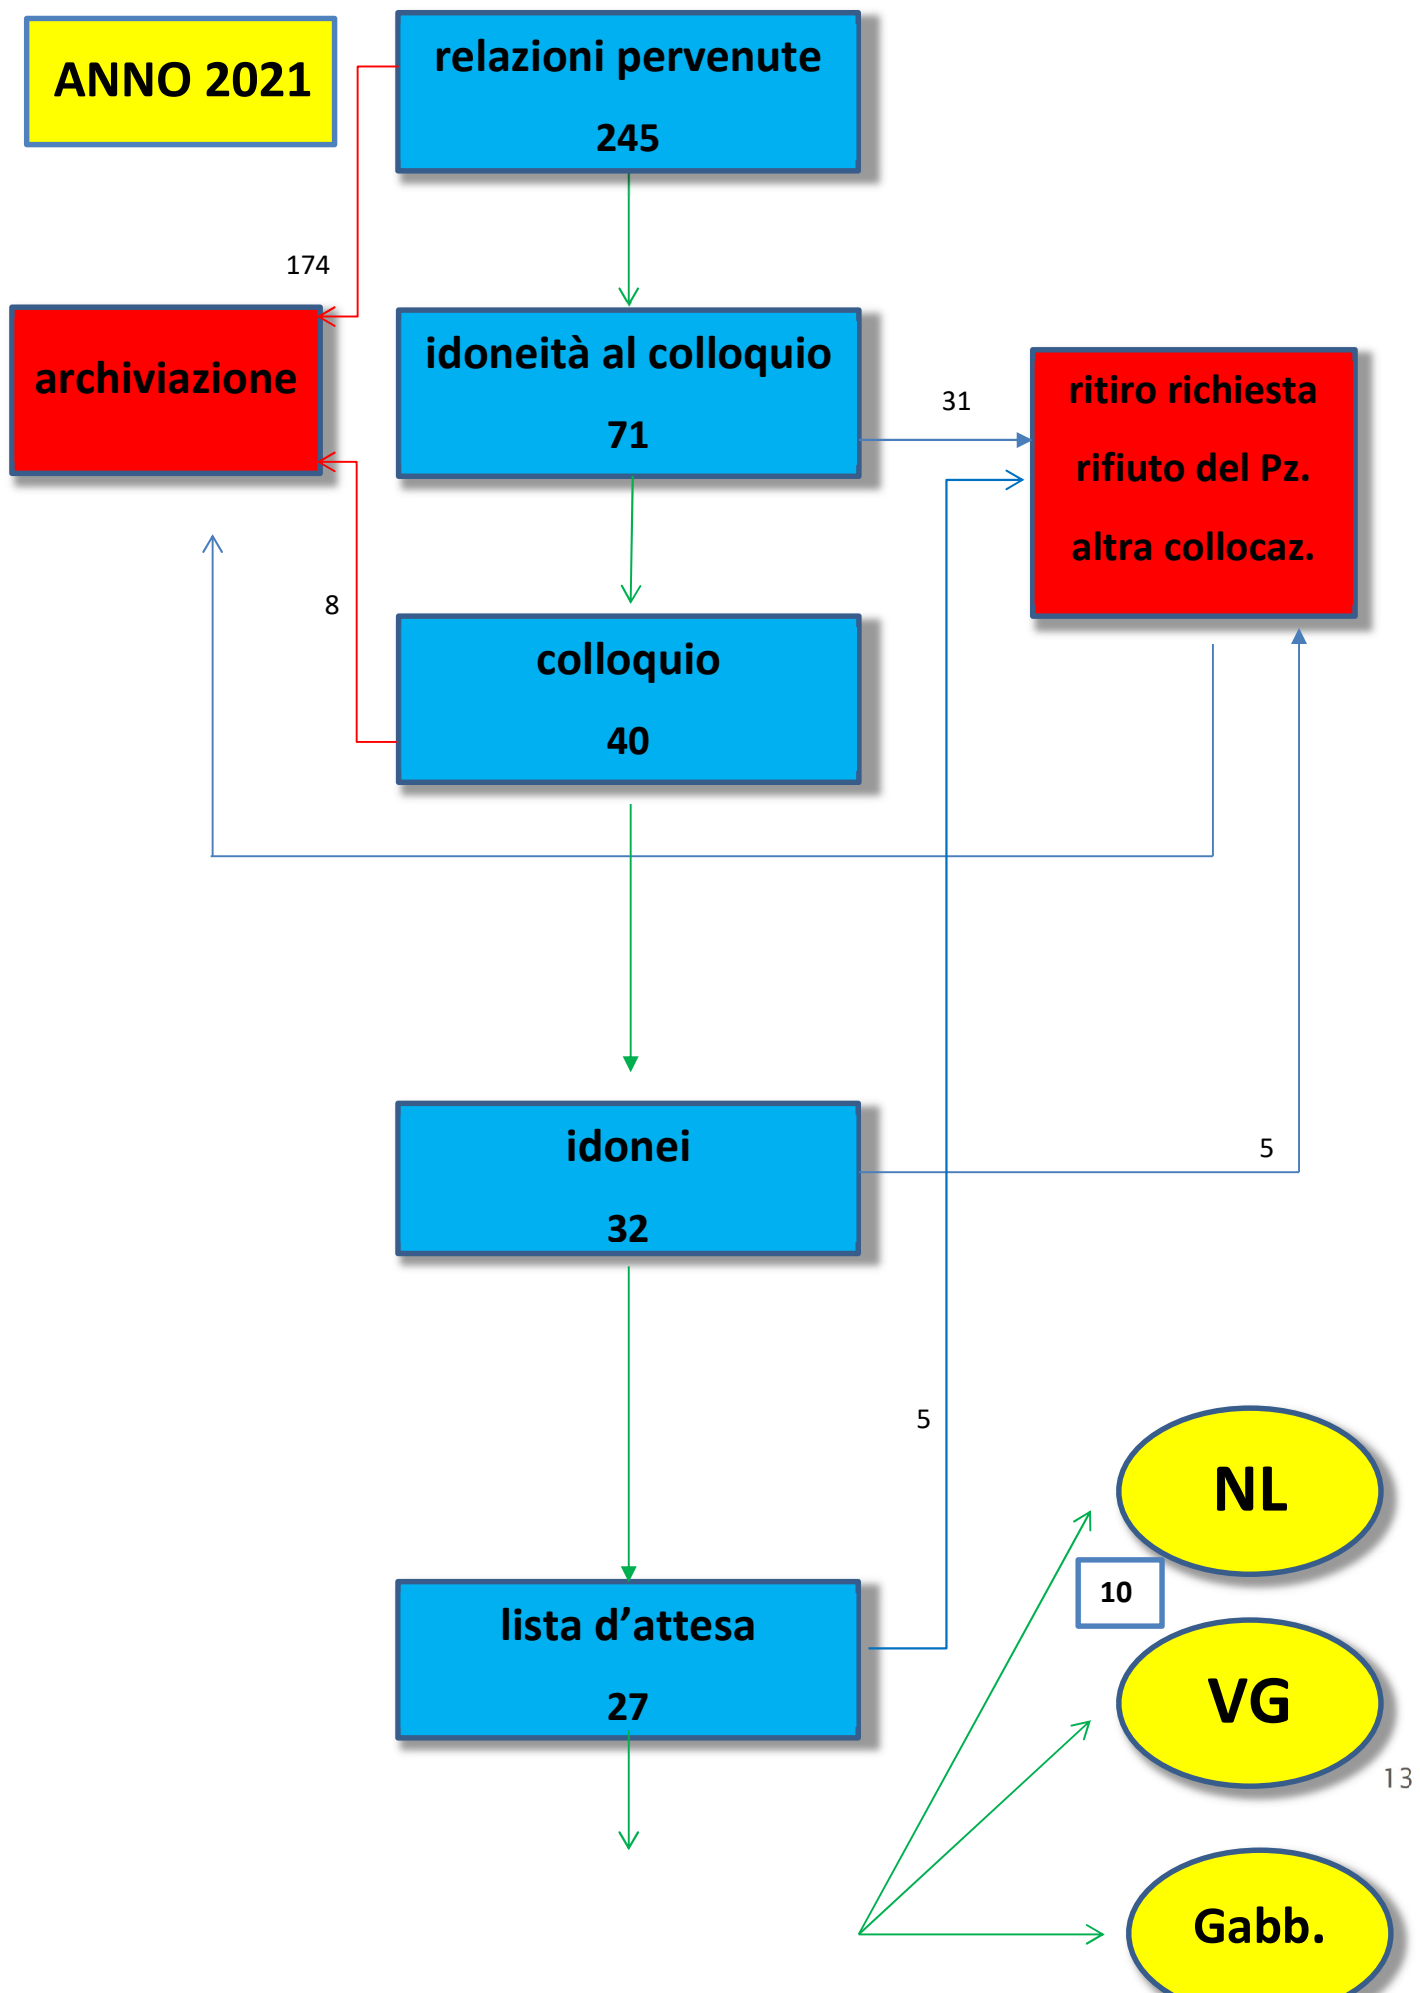 ANNO 2021
relazioni pervenute
245
174
archiviazione
idoneità al colloquio
71
31
ritiro richiesta
rifiuto del Pz.
altra collocaz.
8
colloquio
40
idonei
32
5
5
NL
10
lista d’attesa
27
VG
13
Gabb.